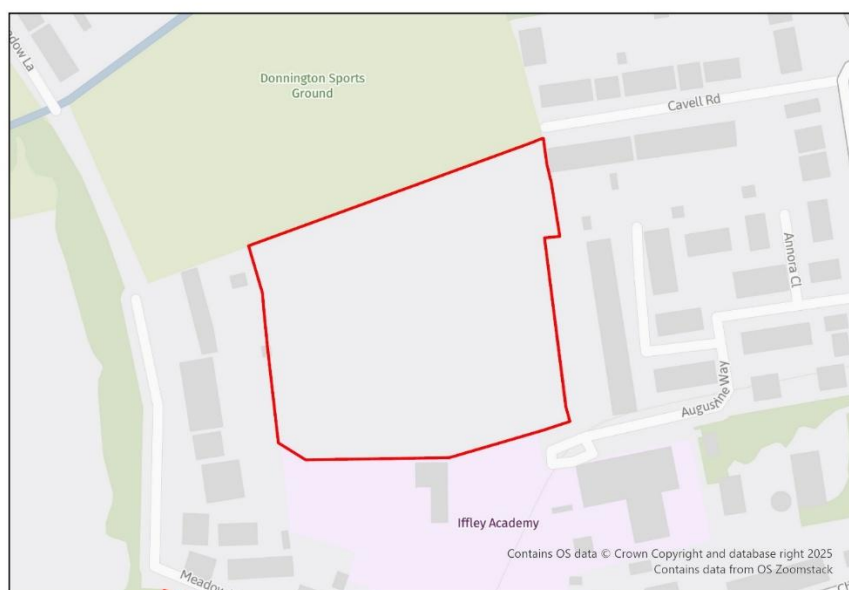 Donnington Sports
Ground
Cavell Rd
Annora Cl
Augustine Way
Iffley Academy
Meadow
Contains OS data © Crown Copyright and database right 2025
Contains data from OS Zoomstack